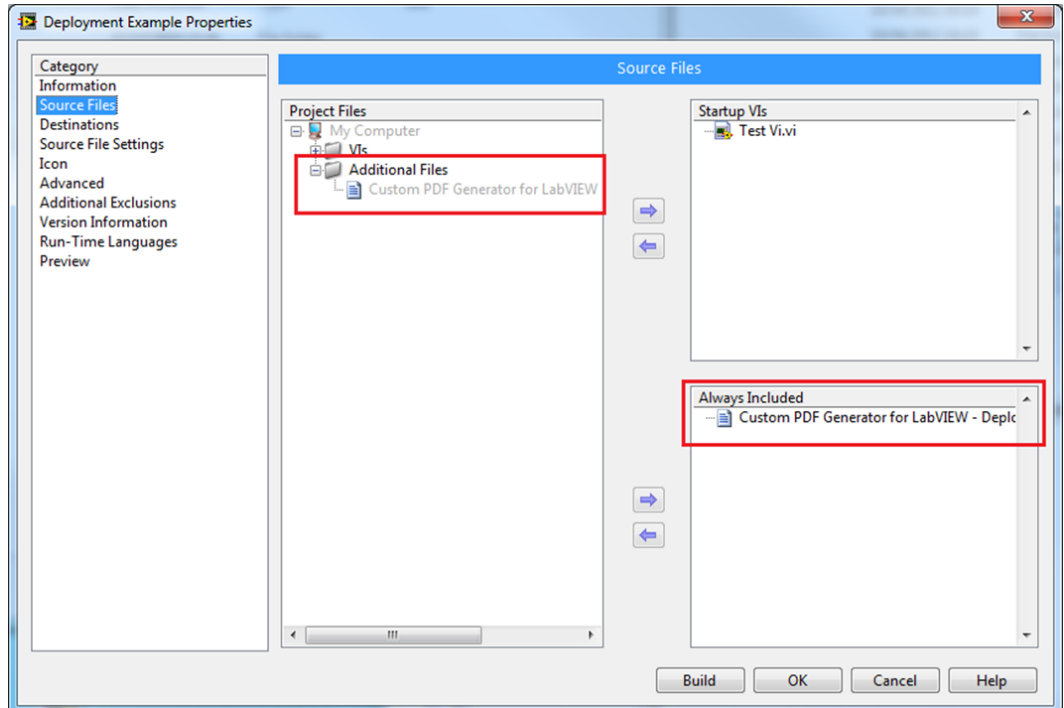 Deployment Example Properties
Category
Information
Source Files
Destinations
Source File Settings
Icon
Advanced
Additional Exclusions
Version Information
Run-Time Languages
Preview
Source Files
Project Files
My Computer
VIs
Additional Files
Custom PDF Generator for LabVIEW
Startup VIs
Test Vi.vi
Always Included
Custom PDF Generator for LabVIEW - Deplo
Build
OK
Cancel
Help